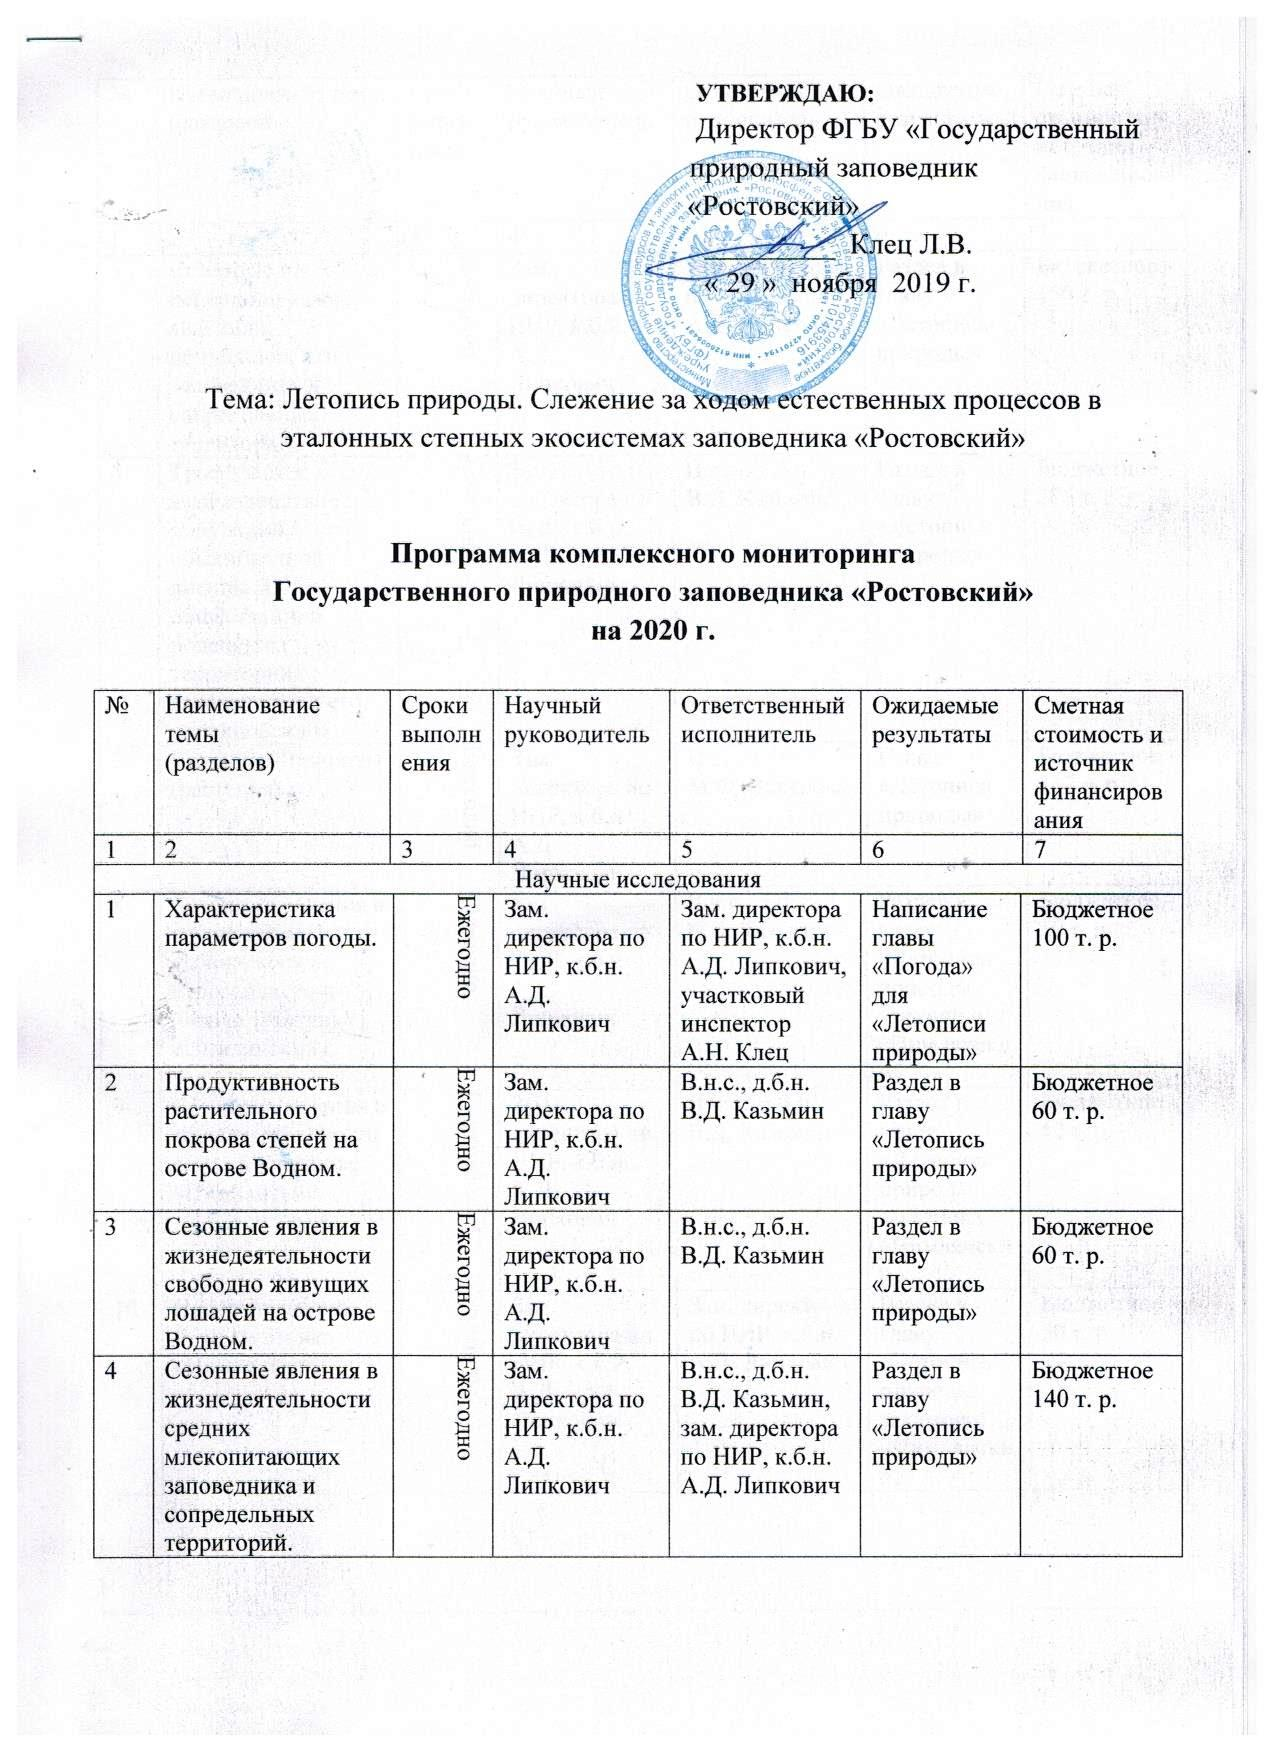 УТВЕРЖДАЮ:
Директор ФГБУ «Государственный
природный заповедник
«Ростовский»
Клец Л.В.
« 29 » ноября 2019 г.
Тема: Летопись природы. Слежение за ходом естественных процессов в
эталонных степных экосистемах заповедника «Ростовский»
Программа комплексного мониторинга
Государственного природного заповедника «Ростовский»
на 2020 г.
№
Наименование
темы
(разделов)
Сроки
выполн
ения
Научный
руководитель
Ответственный
исполнитель
Ожидаемые
результаты
Сметная
стоимость и
источник
финансиров
ания
1 2 3 4 5 6 7
Научные исследования
1
Характеристика
параметров погоды.
Ежегодно
Зам.
директора по
НИР, к.б.н.
А.Д.
Липкович
Зам. директора
по НИР, к.б.н.
А.Д. Липкович,
участковый
инспектор
А.Н. Клец
Написание
главы
«Погода»
для
«Летописи
природы»
Бюджетное
100 т. р.
2
Продуктивность
растительного
покрова степей на
острове Водном.
Ежегодно
Зам.
директора по
НИР, к.б.н.
А.Д.
Липкович
В.н.с., д.б.н.
В.Д. Казьмин
Раздел в
главу
«Летопись
природы»
Бюджетное
60 т. р.
3
Сезонные явления в
жизнедеятельности
свободно живущих
лошадей на острове
Водном.
Ежегодно
Зам.
директора по
НИР, к.б.н.
А.Д.
Липкович
В.н.с., д.б.н.
В.Д. Казьмин
Раздел в
главу
«Летопись
природы»
Бюджетное
60 т. р.
4
Сезонные явления в
жизнедеятельности
средних
млекопитающих
заповедника и
сопредельных
территорий.
Ежегодно
Зам.
директора по
НИР, к.б.н.
А.Д.
Липкович
В.н.с., д.б.н.
В.Д. Казьмин,
зам. директора
по НИР, к.б.н.
А.Д. Липкович
Раздел в
главу
«Летопись
природы»
Бюджетное
140 т. р.